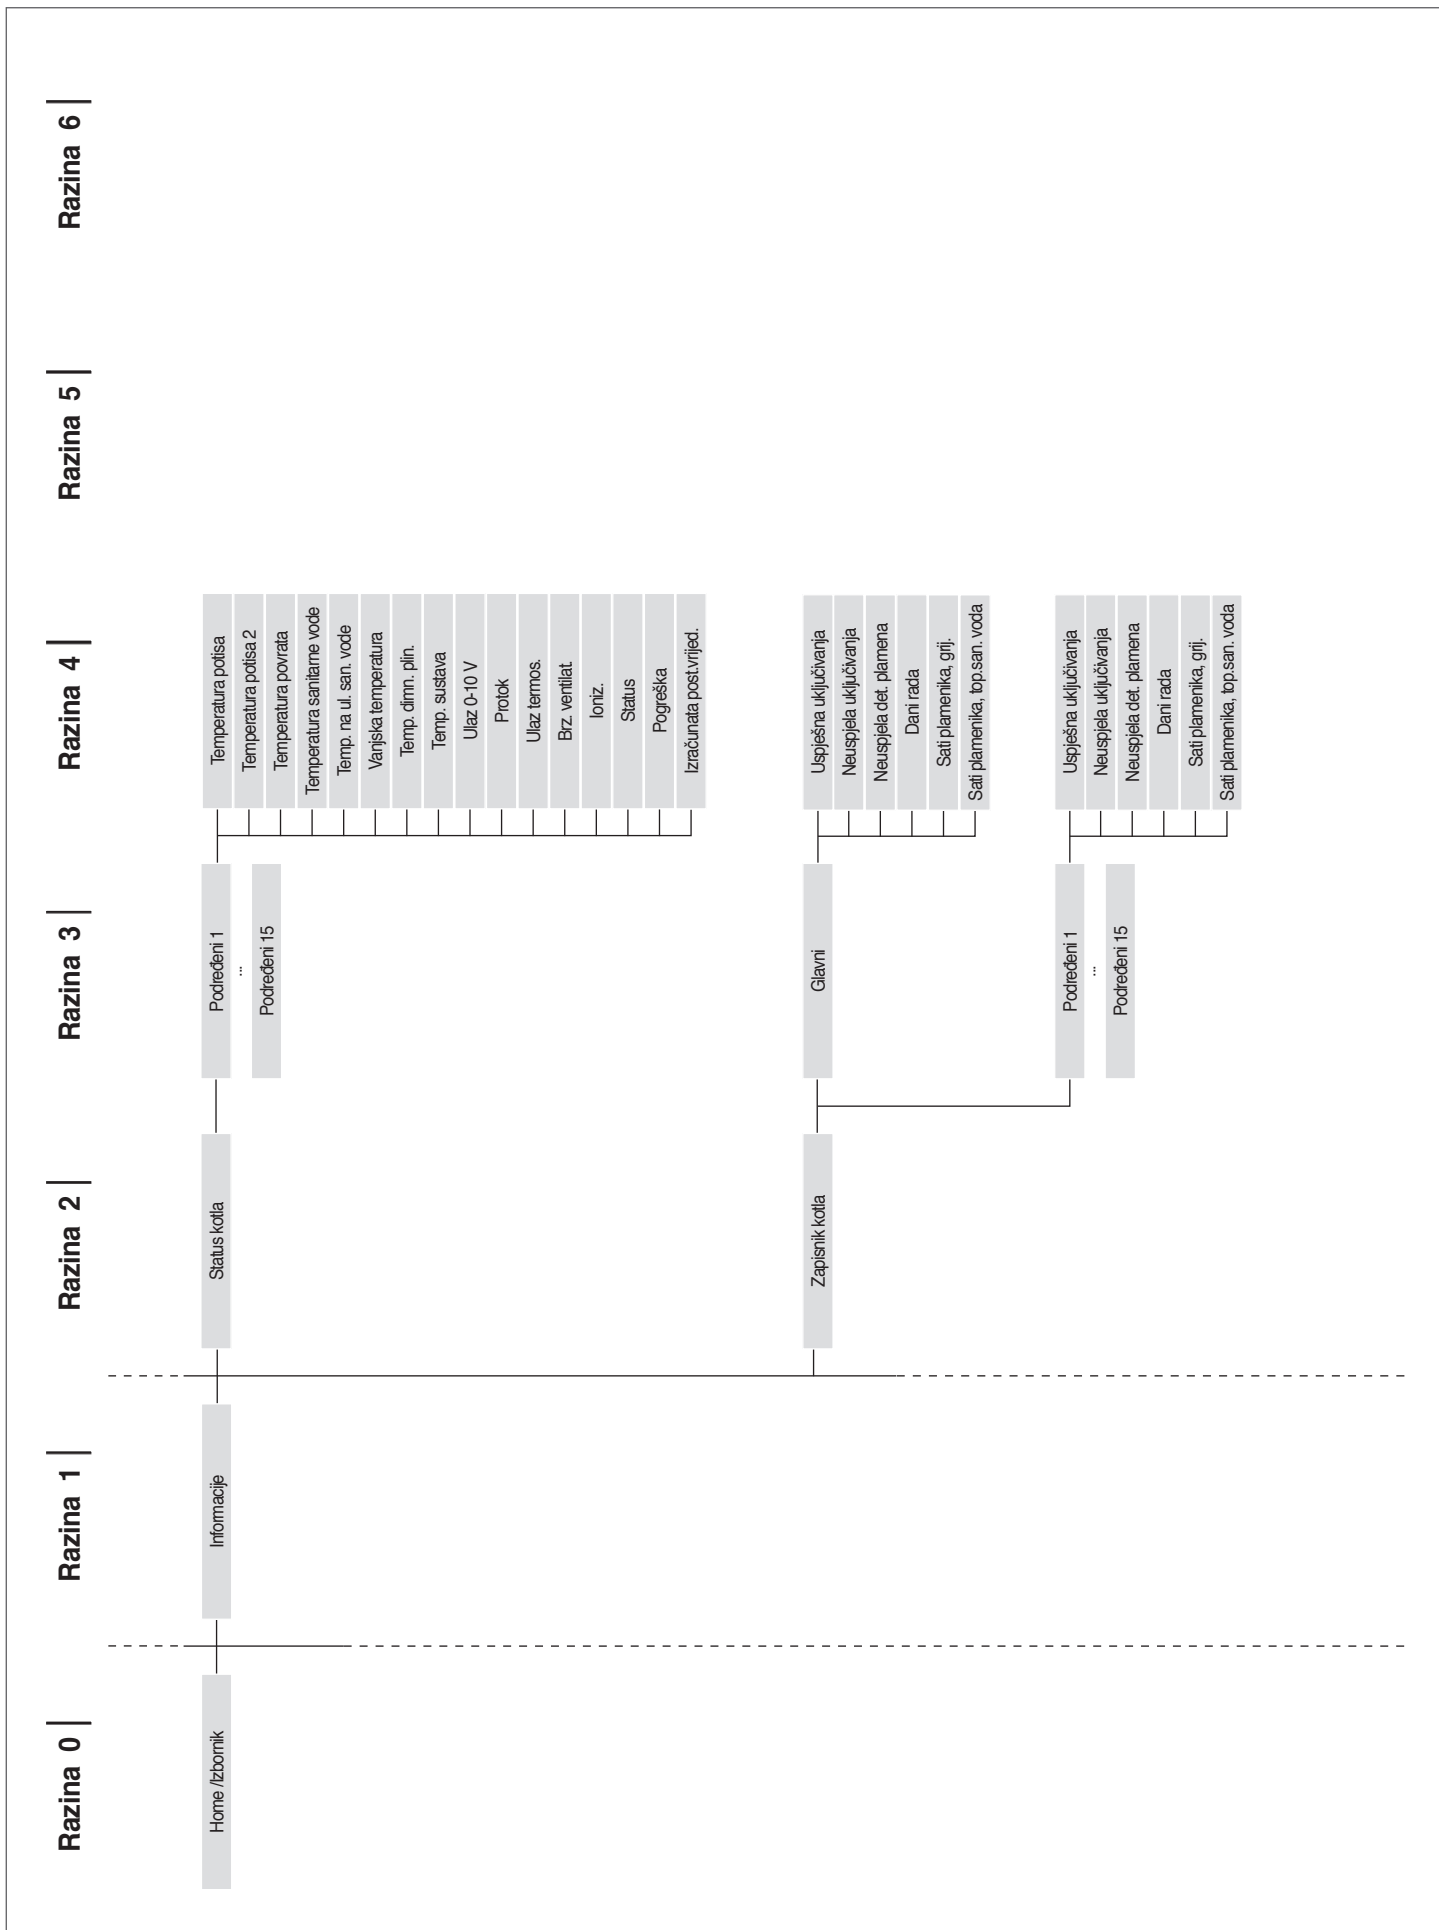 Razina 0
Razina 1
Razina 2
Razina 3
Razina 4
Razina 5
Razina 6
Home /Izbornik
Informacije
Status kotla
Podređeni 1
...
Podređeni 15
Temperatura potisa
Temperatura potisa 2
Temperatura povrata
Temperatura sanitarne vode
Temp. na ul. san. vode
Vanjska temperatura
Temp. dimn. plin.
Temp. sustava
Ulaz 0-10 V
Protok
Ulaz termos.
Brz. ventilat.
Ioniz.
Status
Pogreška
Izračunata post.vrijed.
Zapisnik kotla
Glavni
Uspješna uključivanja
Neuspjela uključivanja
Neuspjela det. plamena
Dani rada
Sati plamenika, grij.
Sati plamenika, top.san. voda
Podređeni 1
...
Podređeni 15
Uspješna uključivanja
Neuspjela uključivanja
Neuspjela det. plamena
Dani rada
Sati plamenika, grij.
Sati plamenika, top.san. voda